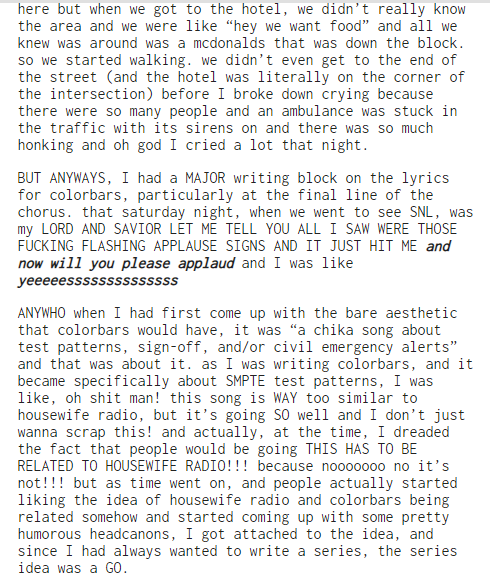 here but when we got to the hotel, we didn't really know
the area and we were like "hey we want food" and all we
knew was around was a mcdonalds that was down the block.
so we started walking. we didn't even get to the end of
the street (and the hotel was literally on the corner of
the intersection) before I broke down crying because
there were so many people and an ambulance was stuck in
the traffic with its sirens on and there was so much
honking and oh god I cried a lot that night.
BUT ANYWAYS, I had a MAJOR writing block on the lyrics
for colorbars, particularly at the final line of the
chorus. that saturday night, when we went to see SNL, was
my LORD AND SAVIOR LET ME TELL YOU ALL I SAW WERE THOSE
FUCKING FLASHING APPLAUSE SIGNS AND IT JUST HIT ME and
now will you please applaud and I was like
yeeeeessssssssssssssss
ANYWHO when I had first come up with the bare aesthetic
that colorbars would have, it was "a chika song about
test patterns, sign-off, and/or civil emergency alerts"
and that was about it. as I was writing colorbars, and it
became specifically about SMPTE test patterns, I was
like, oh shit man! this song is WAY too similar to
housewife radio, but it's going SO well and I don't just
wanna scrap this! and actually, at the time, I dreaded
the fact that people would be going THIS HAS TO BE
RELATED TO HOUSEWIFE RADIO!!! because nooooooo no it's
not!!! but as time went on, and people actually started
liking the idea of housewife radio and colorbars being
related somehow and started coming up with some pretty
humorous headcanons, I got attached to the idea, and
since I had always wanted to write a series, the series
idea was a GO.